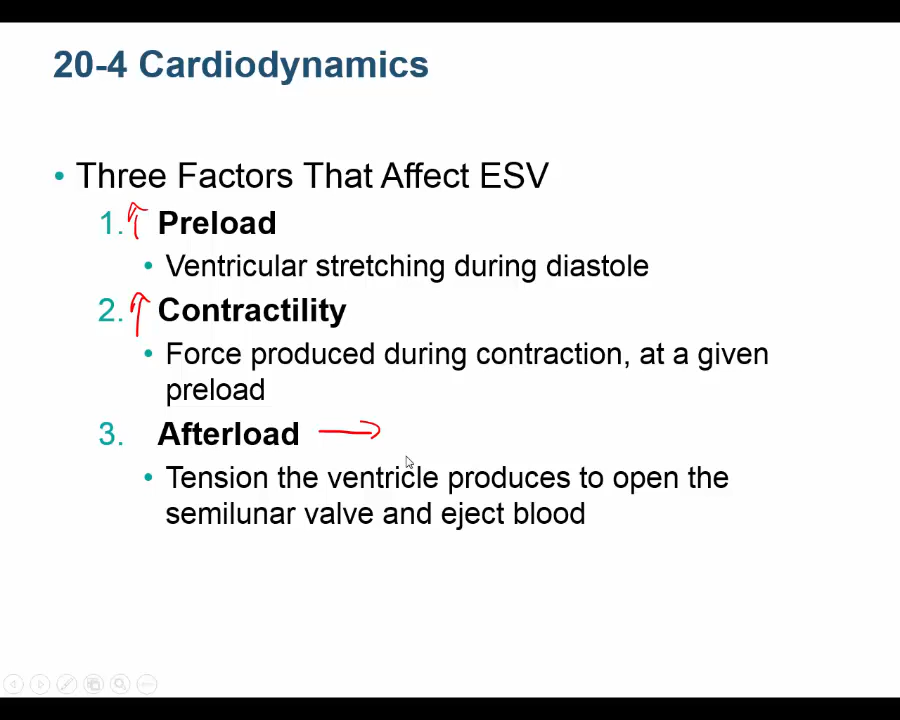 20-4 Cardiodynamics
• Three Factors That Affect ESV
1. ↑ Preload
• Ventricular stretching during diastole
2. ↑ Contractility
• Force produced during contraction, at a given
preload
3. Afterload →
• Tension the ventricle produces to open the
semilunar valve and eject blood